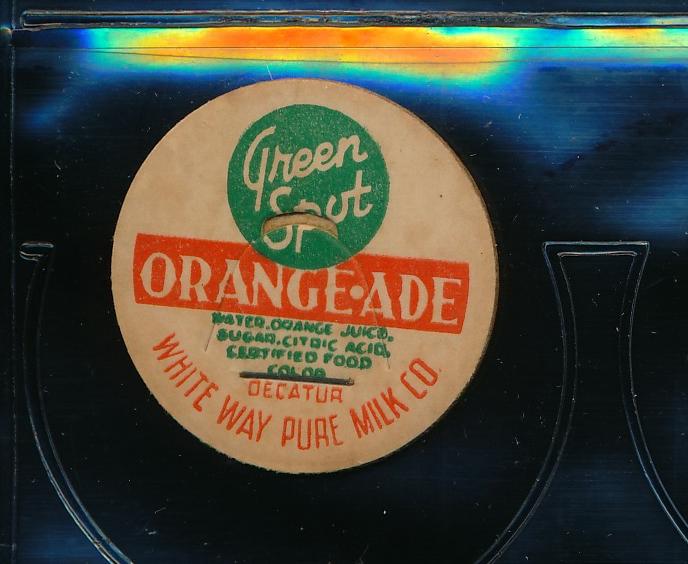 Green
Spot
ORANGE•ADE
WATER, ORANGE JUICE,
SUGAR, CITRIC ACID,
CERTIFIED FOOD
COLOR
DECATUR
WHITE WAY PURE MILK CO.